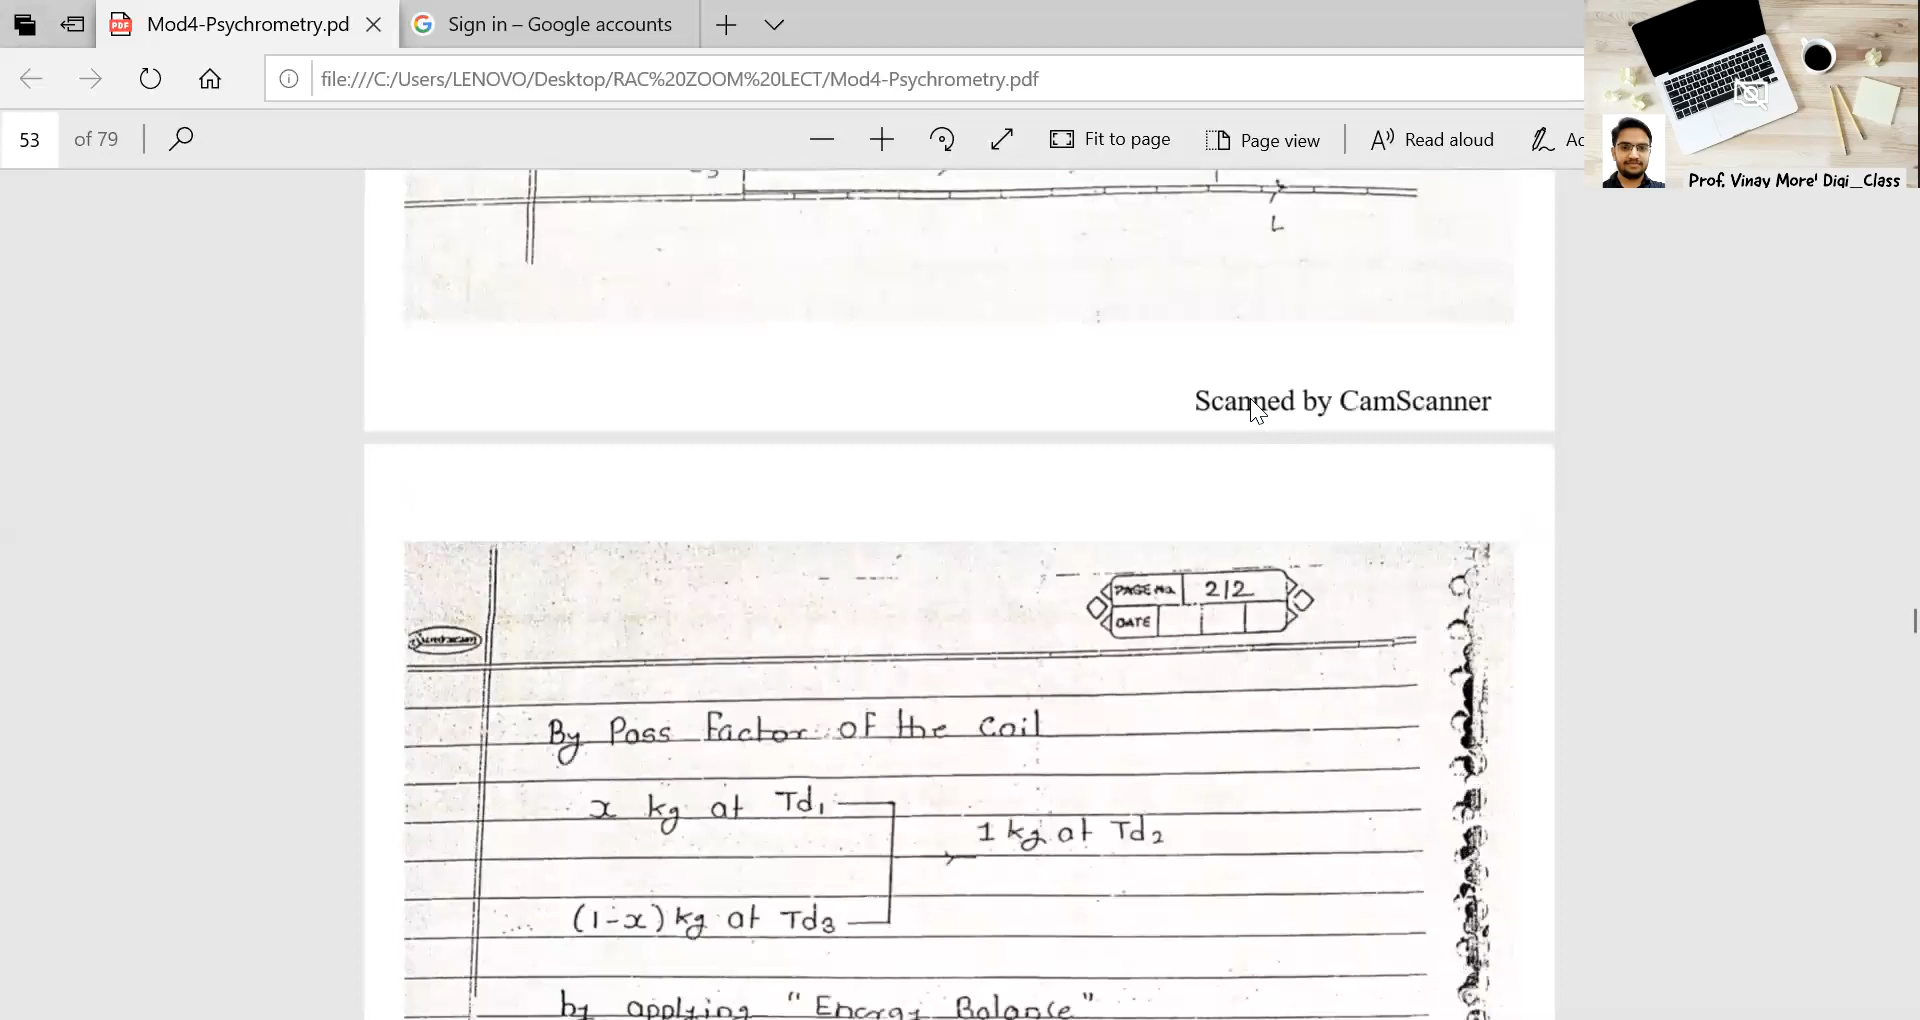 Mod4-Psychrometry.pd
Sign in – Google accounts
file:///C:/Users/LENOVO/Desktop/RAC%20ZOOM%20LECT/Mod4-Psychrometry.pdf
53 of 79
Fit to page
Page view
Read aloud
Prof. Vinay More' Digi_Class
L
Scanned by CamScanner
PAGE No. 212
DATE
Sundaram
By Pass Factor of the Coil
x kg at Td1
1 kg at Td2
(1-x) kg at Td3
by applying "Energy Balance"